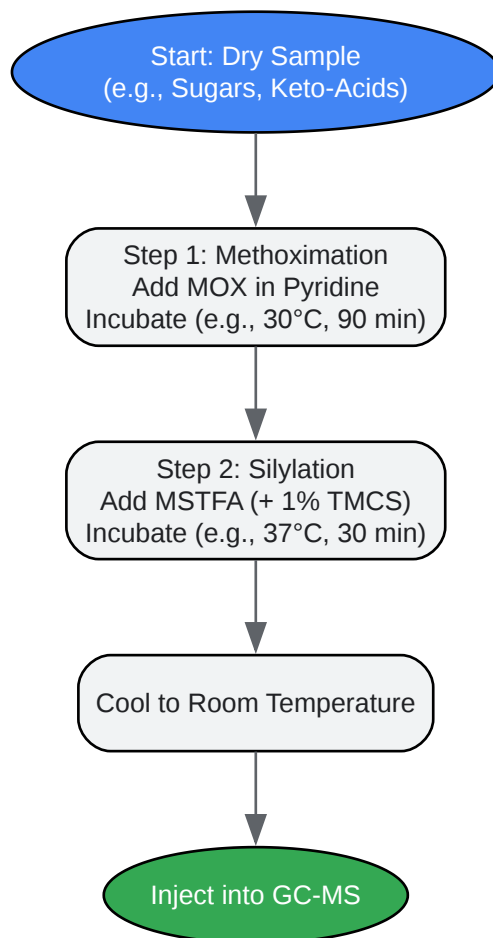 Start: Dry Sample
(e.g., Sugars, Keto-Acids)
Step 1: Methoximation
Add MOX in Pyridine
Incubate (e.g., 30°C, 90 min)
Step 2: Silylation
Add MSTFA (+ 1% TMCS)
Incubate (e.g., 37°C, 30 min)
Cool to Room Temperature
Inject into GC-MS